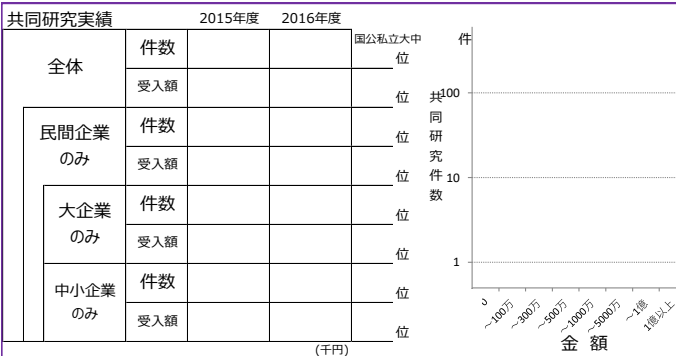 共同研究実績 2015年度 2016年度
国公私立大中
全体 件数 位
受入額 位
民間企業
のみ
件数 位
受入額 位
大企業
のみ
件数 位
受入額 位
中小企業
のみ
件数 位
受入額 位
(千円)
件
共同研究件数
100
10
1
0 ～100万 ～300万 ～500万 ～1000万 ～5000万 ～1億 1億以上
金額